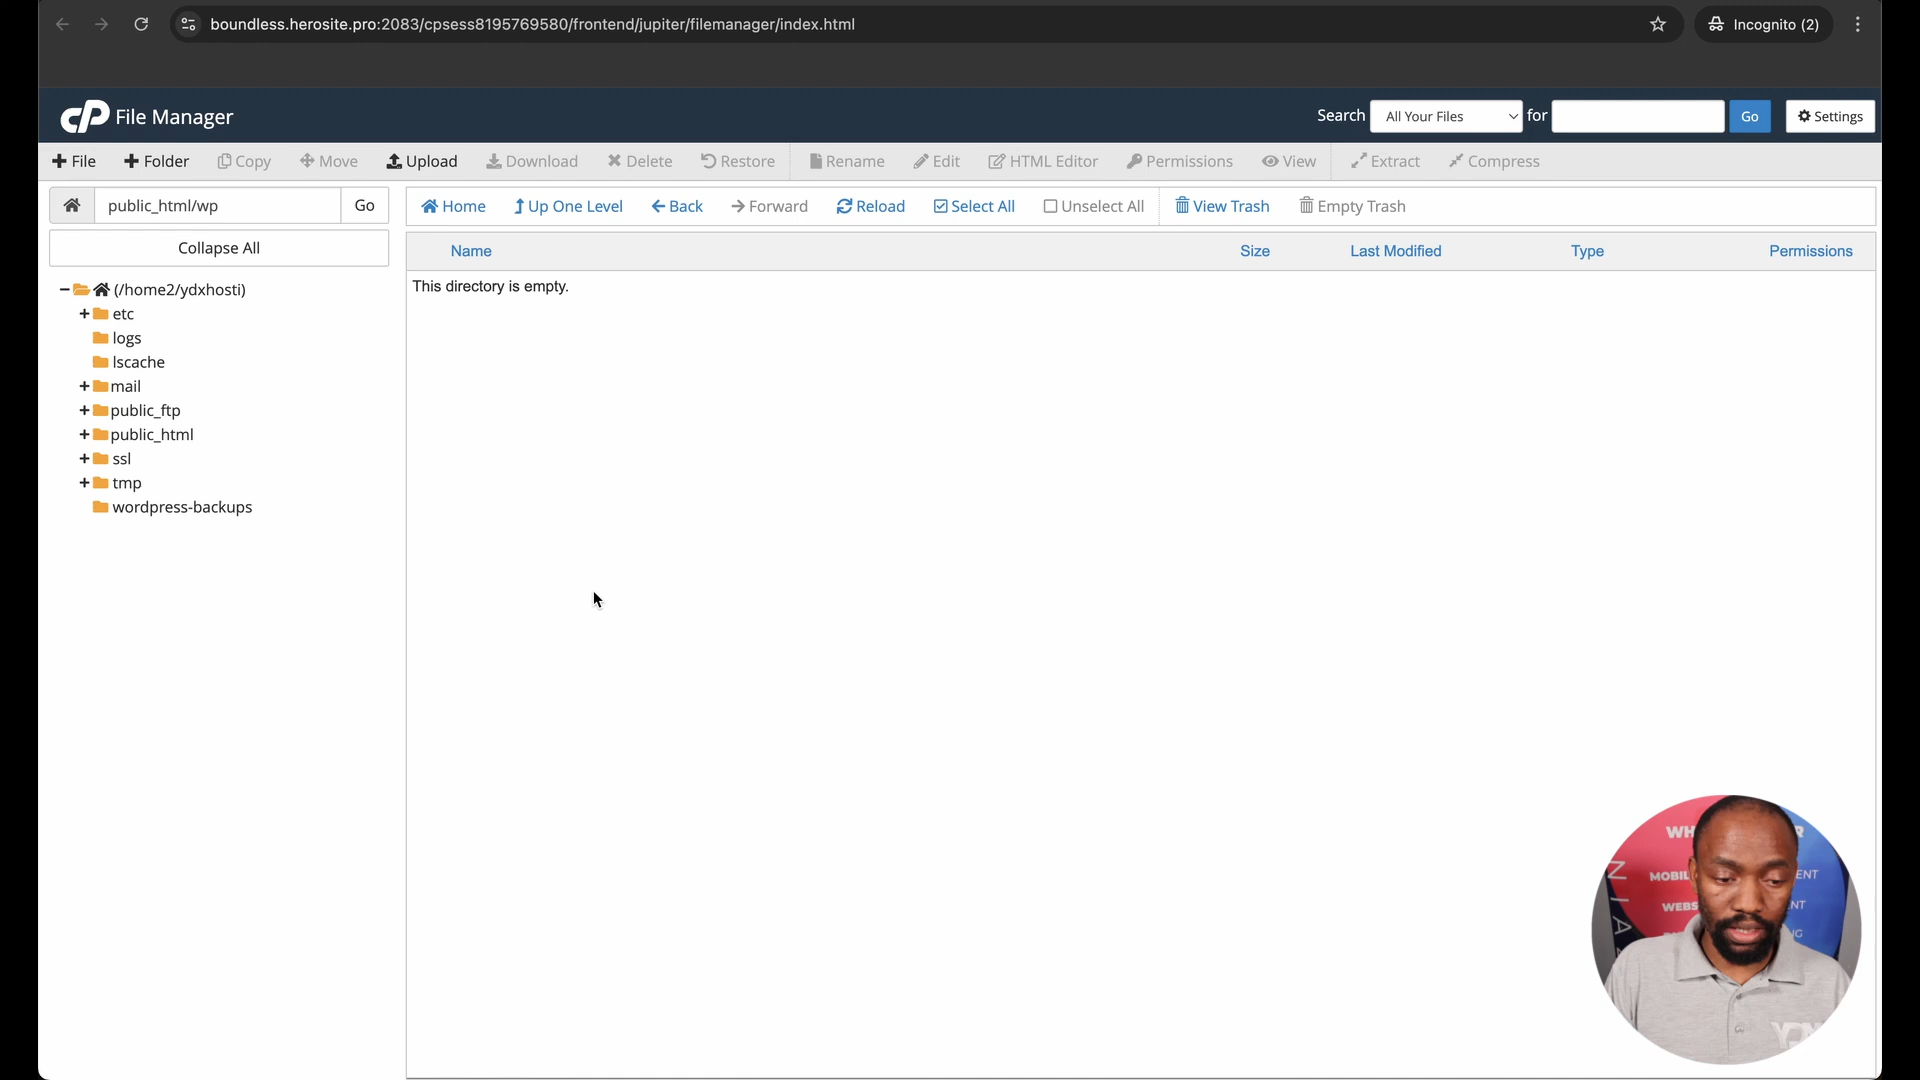 boundless.herosite.pro:2083/cpsess8195769580/frontend/jupiter/filemanager/index.html
Incognito (2)
cP File Manager
Search All Your Files for Go Settings
File Folder Copy Move Upload Download Delete Restore Rename Edit HTML Editor Permissions View Extract Compress
public_html/wp Go
Home Up One Level Back Forward Reload Select All Unselect All View Trash Empty Trash
Collapse All
Name Size Last Modified Type Permissions
This directory is empty.
(/home2/ydxhosti)
etc
logs
lscache
mail
public_ftp
public_html
ssl
tmp
wordpress-backups